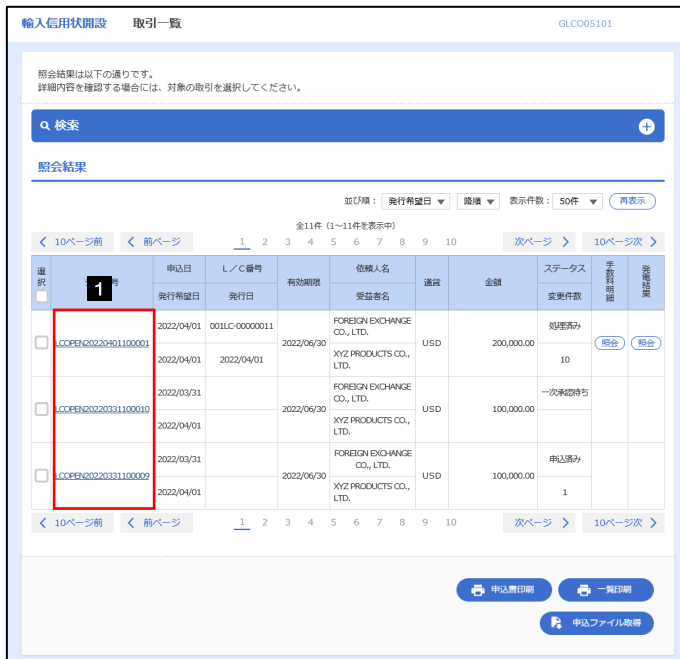 輸入信用状開設 取引一覧 GLCO05101
照会結果は以下の通りです。
詳細内容を確認する場合には、対象の取引を選択してください。
検索
照会結果
並び順： 発行希望日 ▼ 降順 ▼ 表示件数： 50件 ▼ 再表示
全11件（1～11件を表示中）
10ページ前 前ページ 1 2 3 4 5 6 7 8 9 10 次ページ 10ページ次
選択 1 号 申込日 L／C番号 有効期限 依頼人名 通貨 金額 ステータス 手数料明細 発電結果
発行希望日 発行日 受益者名 変更件数
LCOPEN20220401100001 2022/04/01 001LC-00000011 2022/06/30 FOREIGN EXCHANGE CO., LTD. USD 200,000.00 処理済み 照会 照会
2022/04/01 2022/04/01 XYZ PRODUCTS CO., LTD. 10
LCOPEN20220331100010 2022/03/31 2022/06/30 FOREIGN EXCHANGE CO., LTD. USD 100,000.00 一次承認待ち
2022/04/01 XYZ PRODUCTS CO., LTD.
LCOPEN20220331100009 2022/03/31 2022/06/30 FOREIGN EXCHANGE CO., LTD. USD 100,000.00 申込済み
2022/04/01 XYZ PRODUCTS CO., LTD. 1
10ページ前 前ページ 1 2 3 4 5 6 7 8 9 10 次ページ 10ページ次
申込書印刷 一覧印刷
申込ファイル取得